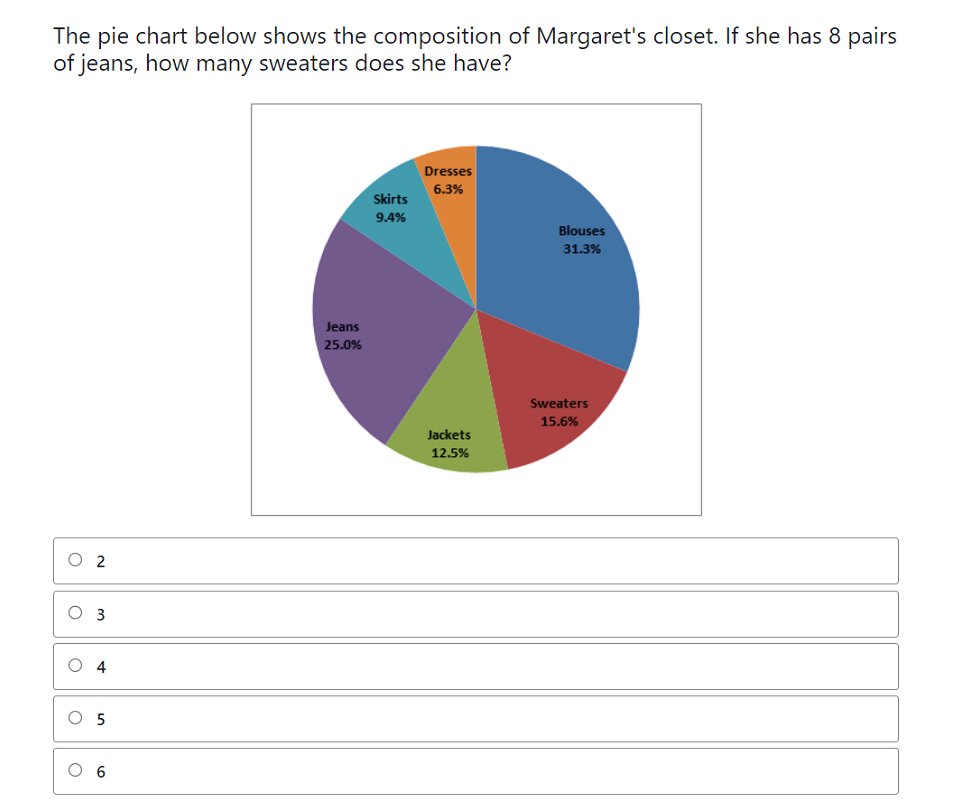 The pie chart below shows the composition of Margaret's closet. If she has 8 pairs
of jeans, how many sweaters does she have?
Dresses
6.3%
Skirts
9.4%
Blouses
31.3%
Jeans
25.0%
Sweaters
15.6%
Jackets
12.5%
2
3
4
5
6